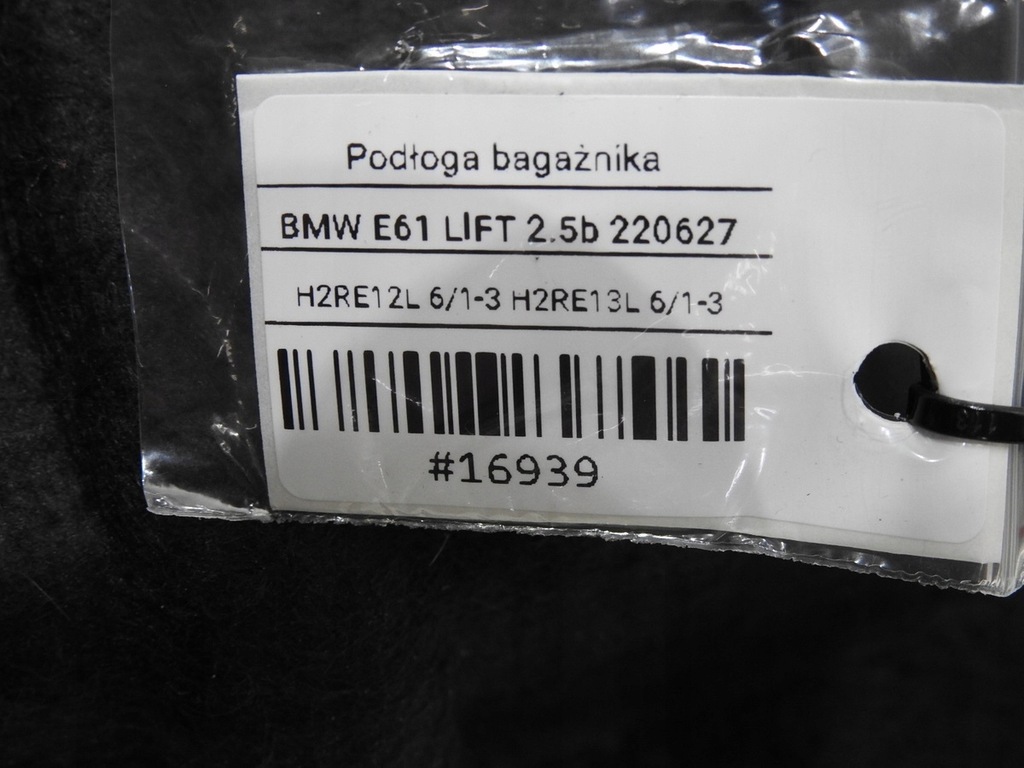 Podłoga bagażnika
BMW E61 LIFT 2.5b 220627
H2RE12L 6/1-3 H2RE13L 6/1-3
#16939